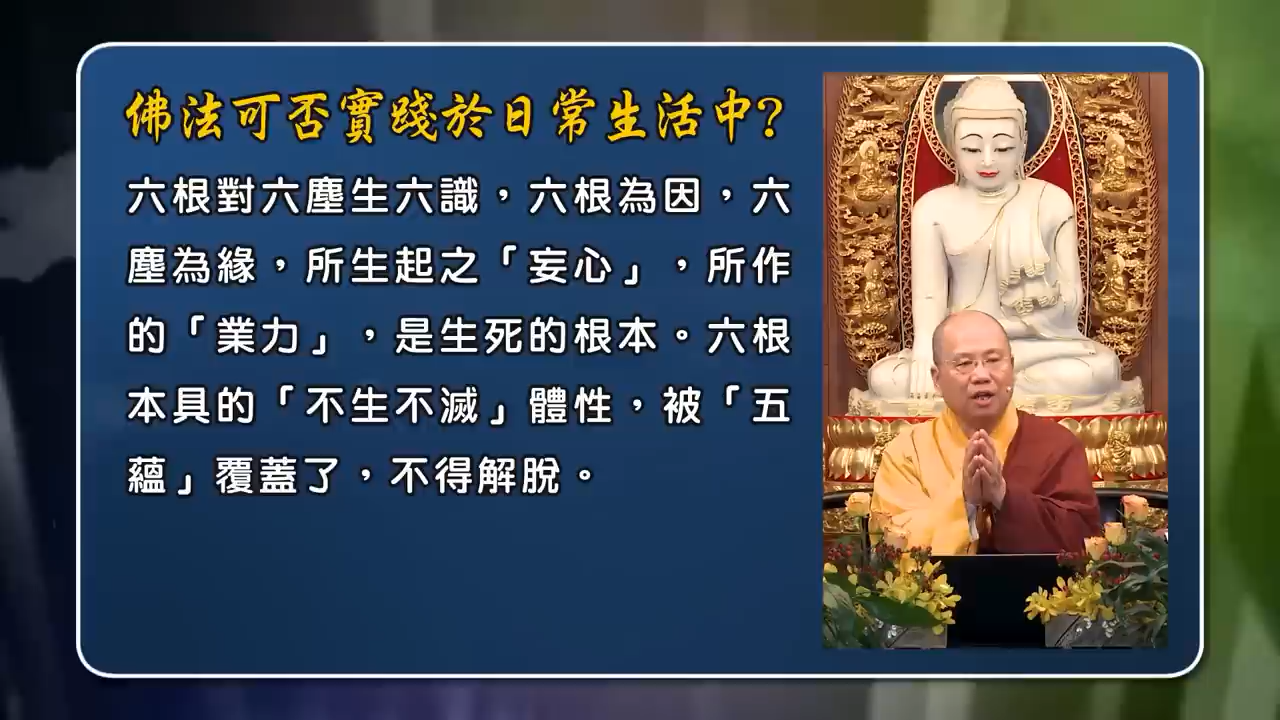 佛法可否實踐於日常生活中?
六根對六塵生六識，六根為因，六
塵為緣，所生起之「妄心」，所作
的「業力」，是生死的根本。六根
本具的「不生不滅」體性，被「五
蘊」覆蓋了，不得解脫。